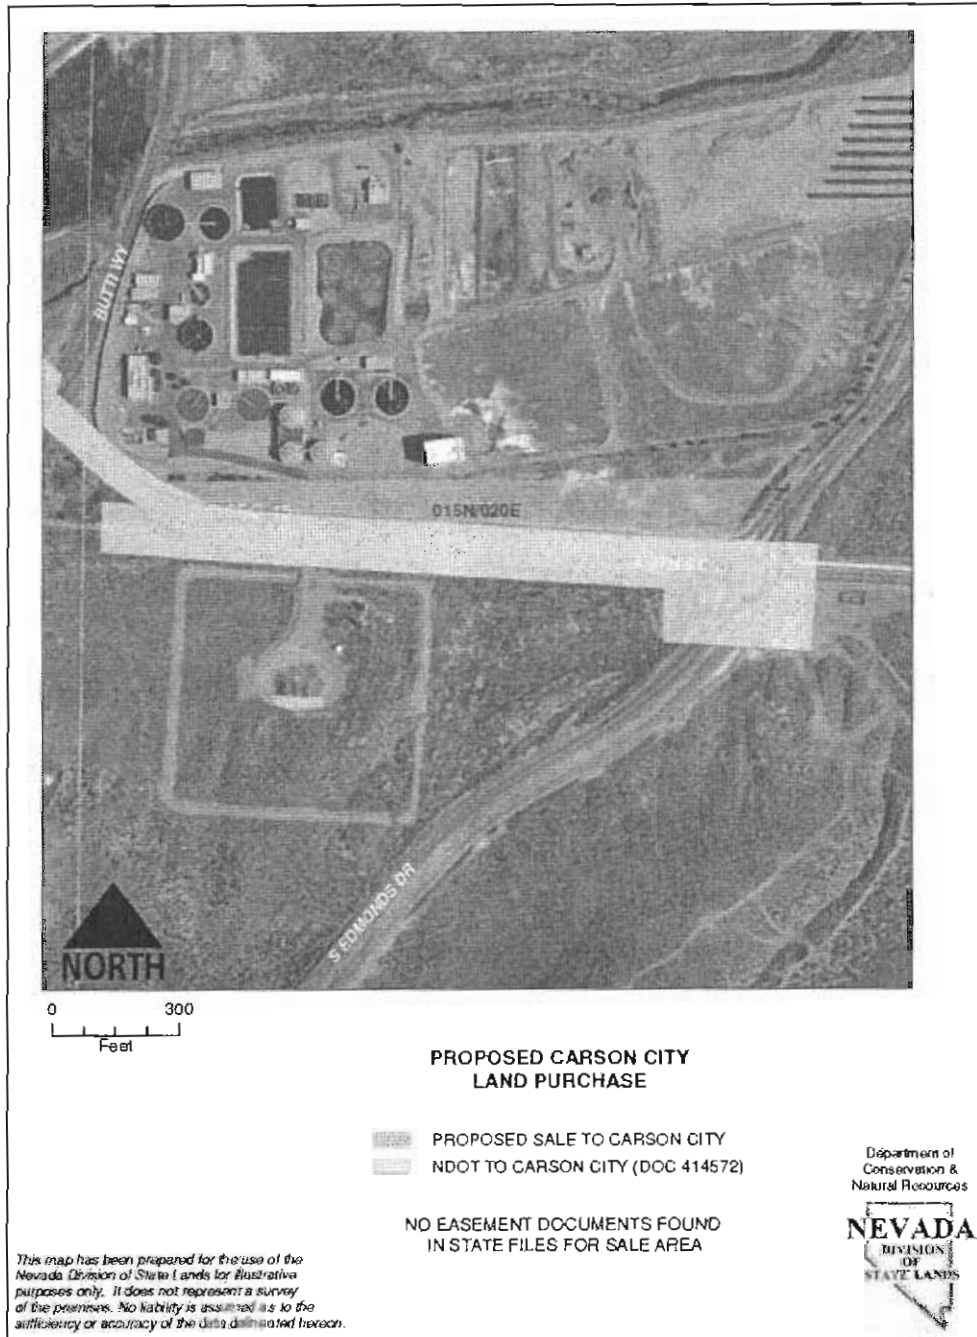 BUTTI WY
015N/020E
S EDMONDS DR
NORTH
0 300
Feet
PROPOSED CARSON CITY
LAND PURCHASE
PROPOSED SALE TO CARSON CITY
NDOT TO CARSON CITY (DOC 414572)
NO EASEMENT DOCUMENTS FOUND
IN STATE FILES FOR SALE AREA
Department of
Conservation &
Natural Resources
NEVADA
DIVISION
OF
STATE LANDS
This map has been prepared for the use of the
Nevada Division of State Lands for illustrative
purposes only. It does not represent a survey
of the premises. No liability is assumed as to the
sufficiency or accuracy of the data delineated hereon.